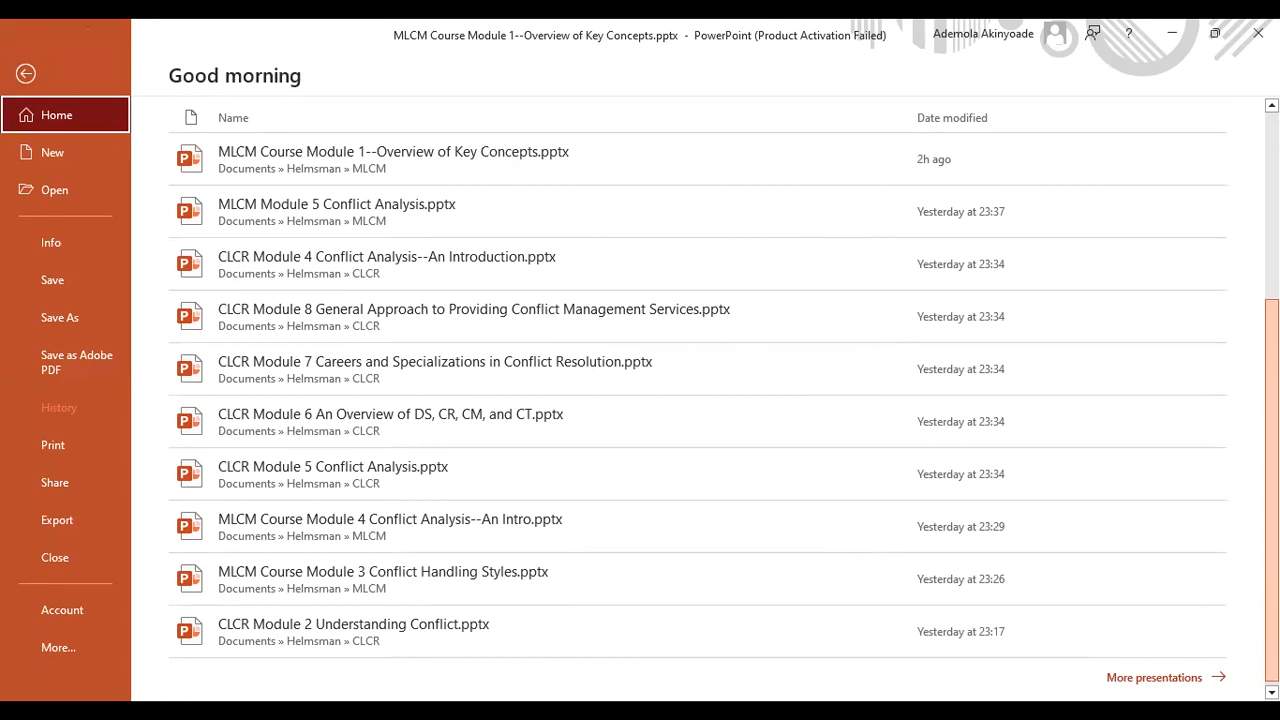 MLCM Course Module 1--Overview of Key Concepts.pptx - PowerPoint (Product Activation Failed)
Ademola Akinyoade
?
Good morning
Home
New
Open
Info
Save
Save As
Save as Adobe
PDF
History
Print
Share
Export
Close
Account
More...
Name
Date modified
MLCM Course Module 1--Overview of Key Concepts.pptx
Documents » Helmsman » MLCM
2h ago
MLCM Module 5 Conflict Analysis.pptx
Documents » Helmsman » MLCM
Yesterday at 23:37
CLCR Module 4 Conflict Analysis--An Introduction.pptx
Documents » Helmsman » CLCR
Yesterday at 23:34
CLCR Module 8 General Approach to Providing Conflict Management Services.pptx
Documents » Helmsman » CLCR
Yesterday at 23:34
CLCR Module 7 Careers and Specializations in Conflict Resolution.pptx
Documents » Helmsman » CLCR
Yesterday at 23:34
CLCR Module 6 An Overview of DS, CR, CM, and CT.pptx
Documents » Helmsman » CLCR
Yesterday at 23:34
CLCR Module 5 Conflict Analysis.pptx
Documents » Helmsman » CLCR
Yesterday at 23:34
MLCM Course Module 4 Conflict Analysis--An Intro.pptx
Documents » Helmsman » MLCM
Yesterday at 23:29
MLCM Course Module 3 Conflict Handling Styles.pptx
Documents » Helmsman » MLCM
Yesterday at 23:26
CLCR Module 2 Understanding Conflict.pptx
Documents » Helmsman » CLCR
Yesterday at 23:17
More presentations